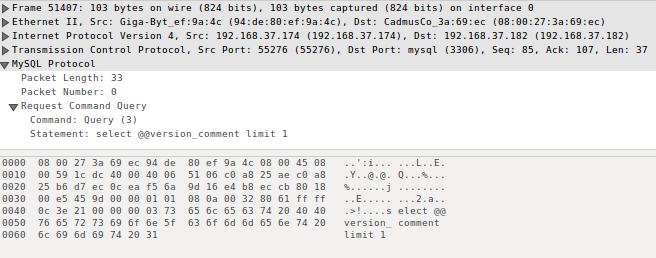 Frame 51407: 103 bytes on wire (824 bits), 103 bytes captured (824 bits) on interface 0
Ethernet II, Src: Giga-Byt_ef:9a:4c (94:de:80:ef:9a:4c), Dst: CadmusCo_3a:69:ec (08:00:27:3a:69:ec)
Internet Protocol Version 4, Src: 192.168.37.174 (192.168.37.174), Dst: 192.168.37.182 (192.168.37.182)
Transmission Control Protocol, Src Port: 55276 (55276), Dst Port: mysql (3306), Seq: 85, Ack: 107, Len: 37
MySQL Protocol
Packet Length: 33
Packet Number: 0
Request Command Query
Command: Query (3)
Statement: select @@version_comment limit 1
0000 08 00 27 3a 69 ec 94 de 80 ef 9a 4c 08 00 45 08 ..':i... ...L..E.
0010 00 59 1c dc 40 00 40 06 51 06 c0 a8 25 ae c0 a8 .Y..@.@. Q...%...
0020 25 b6 d7 ec 0c ea f5 6a 9d 16 e4 b8 ec cb 80 18 %......j ........
0030 00 e5 45 9d 00 00 01 01 08 0a 00 32 80 61 ff ff ..E..... ...2.a..
0040 0c 3e 21 00 00 00 03 73 65 6c 65 63 74 20 40 40 .>!....s elect @@
0050 76 65 72 73 69 6f 6e 5f 63 6f 6d 6d 65 6e 74 20 version_ comment
0060 6c 69 6d 69 74 20 31 limit 1